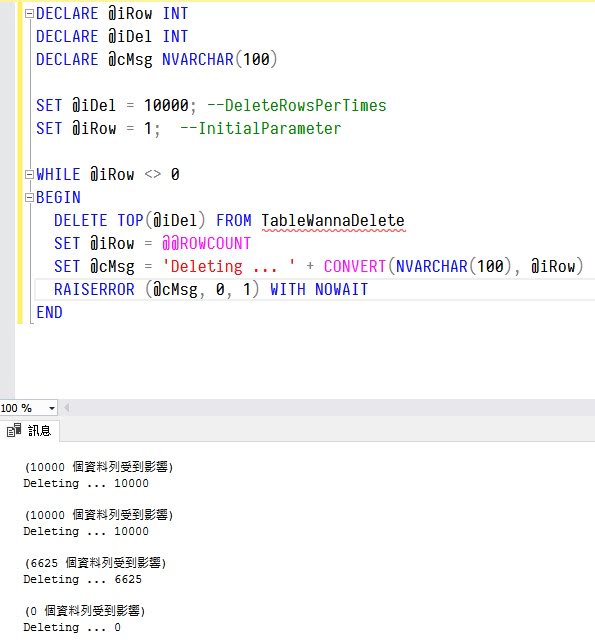 DECLARE @iRow INT
DECLARE @iDel INT
DECLARE @cMsg NVARCHAR(100)
SET @iDel = 10000; --DeleteRowsPerTimes
SET @iRow = 1;  --InitialParameter
WHILE @iRow <> 0
BEGIN
DELETE TOP(@iDel) FROM TableWannaDelete
SET @iRow = @@ROWCOUNT
SET @cMsg = 'Deleting ... ' + CONVERT(NVARCHAR(100), @iRow)
RAISERROR (@cMsg, 0, 1) WITH NOWAIT
END
100 %
訊息
(10000 個資料列受到影響)
Deleting ... 10000
(10000 個資料列受到影響)
Deleting ... 10000
(6625 個資料列受到影響)
Deleting ... 6625
(0 個資料列受到影響)
Deleting ... 0